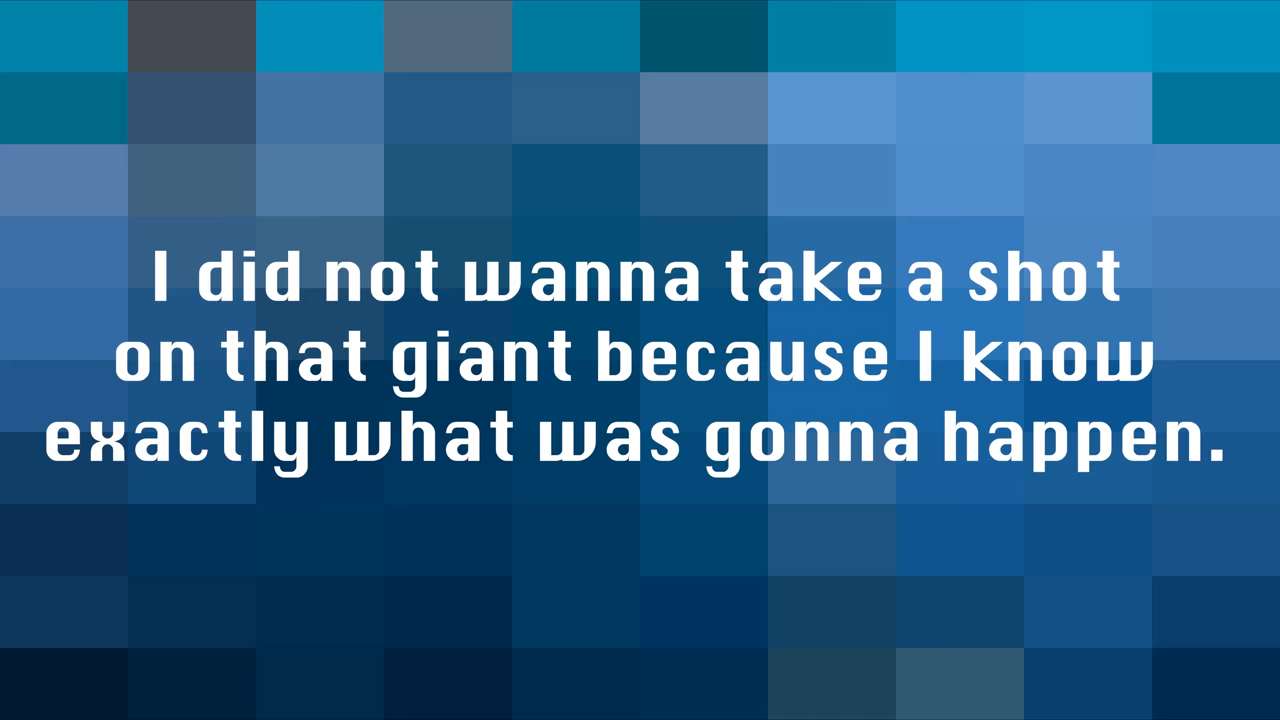 I did not wanna take a shot
on that giant because I know
exactly what was gonna happen.